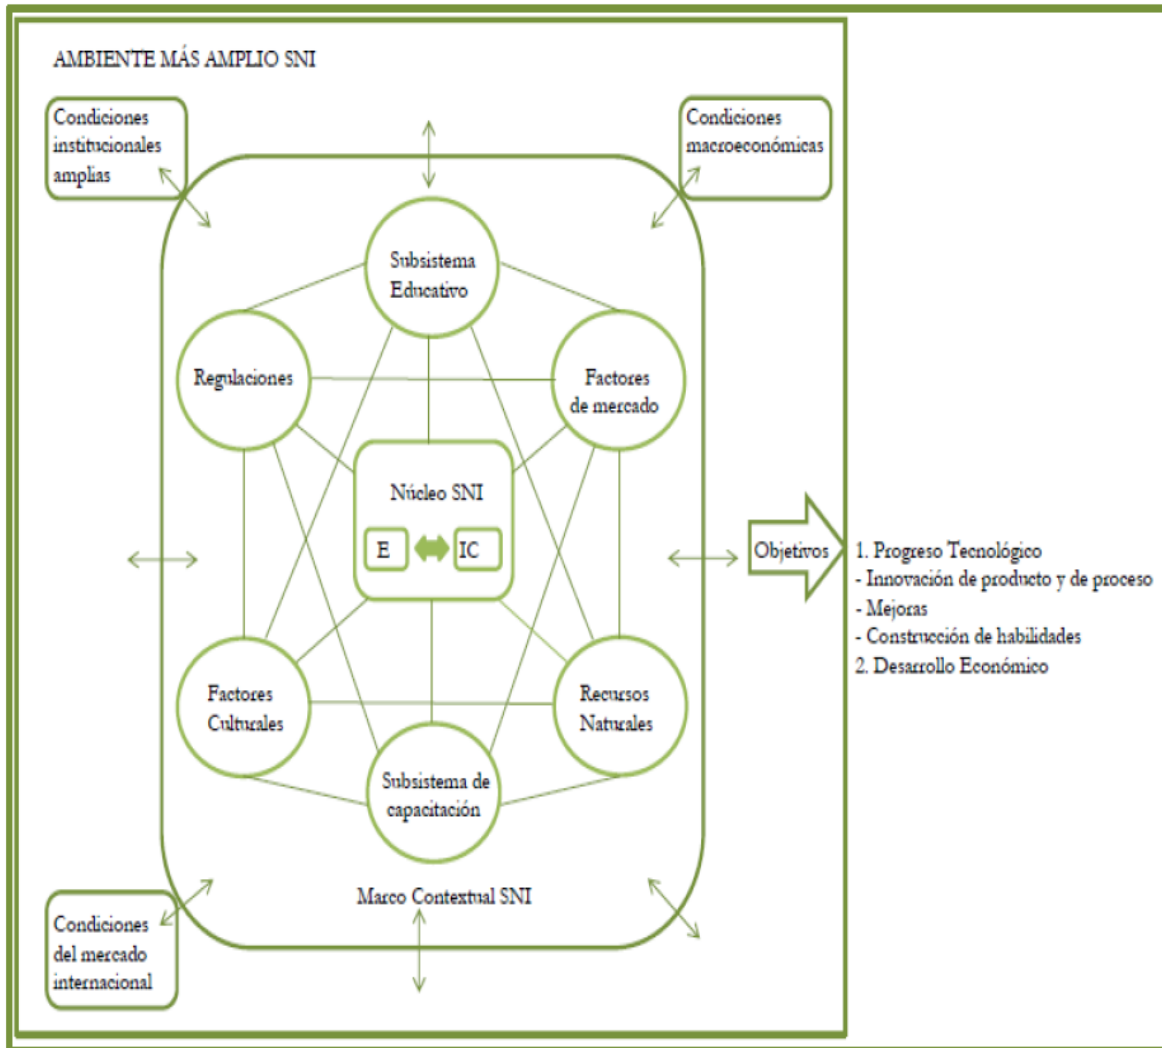 AMBIENTE MÁS AMPLIO SNI
Condiciones
institucionales
amplias
Condiciones
macroeconómicas
Subsistema
Educativo
Regulaciones
Factores
de mercado
Núcleo SNI
E
IC
Objetivos
1. Progreso Tecnológico
- Innovación de producto y de proceso
- Mejoras
- Construcción de habilidades
2. Desarrollo Económico
Factores
Culturales
Recursos
Naturales
Subsistema de
capacitación
Marco Contextual SNI
Condiciones
del mercado
internacional